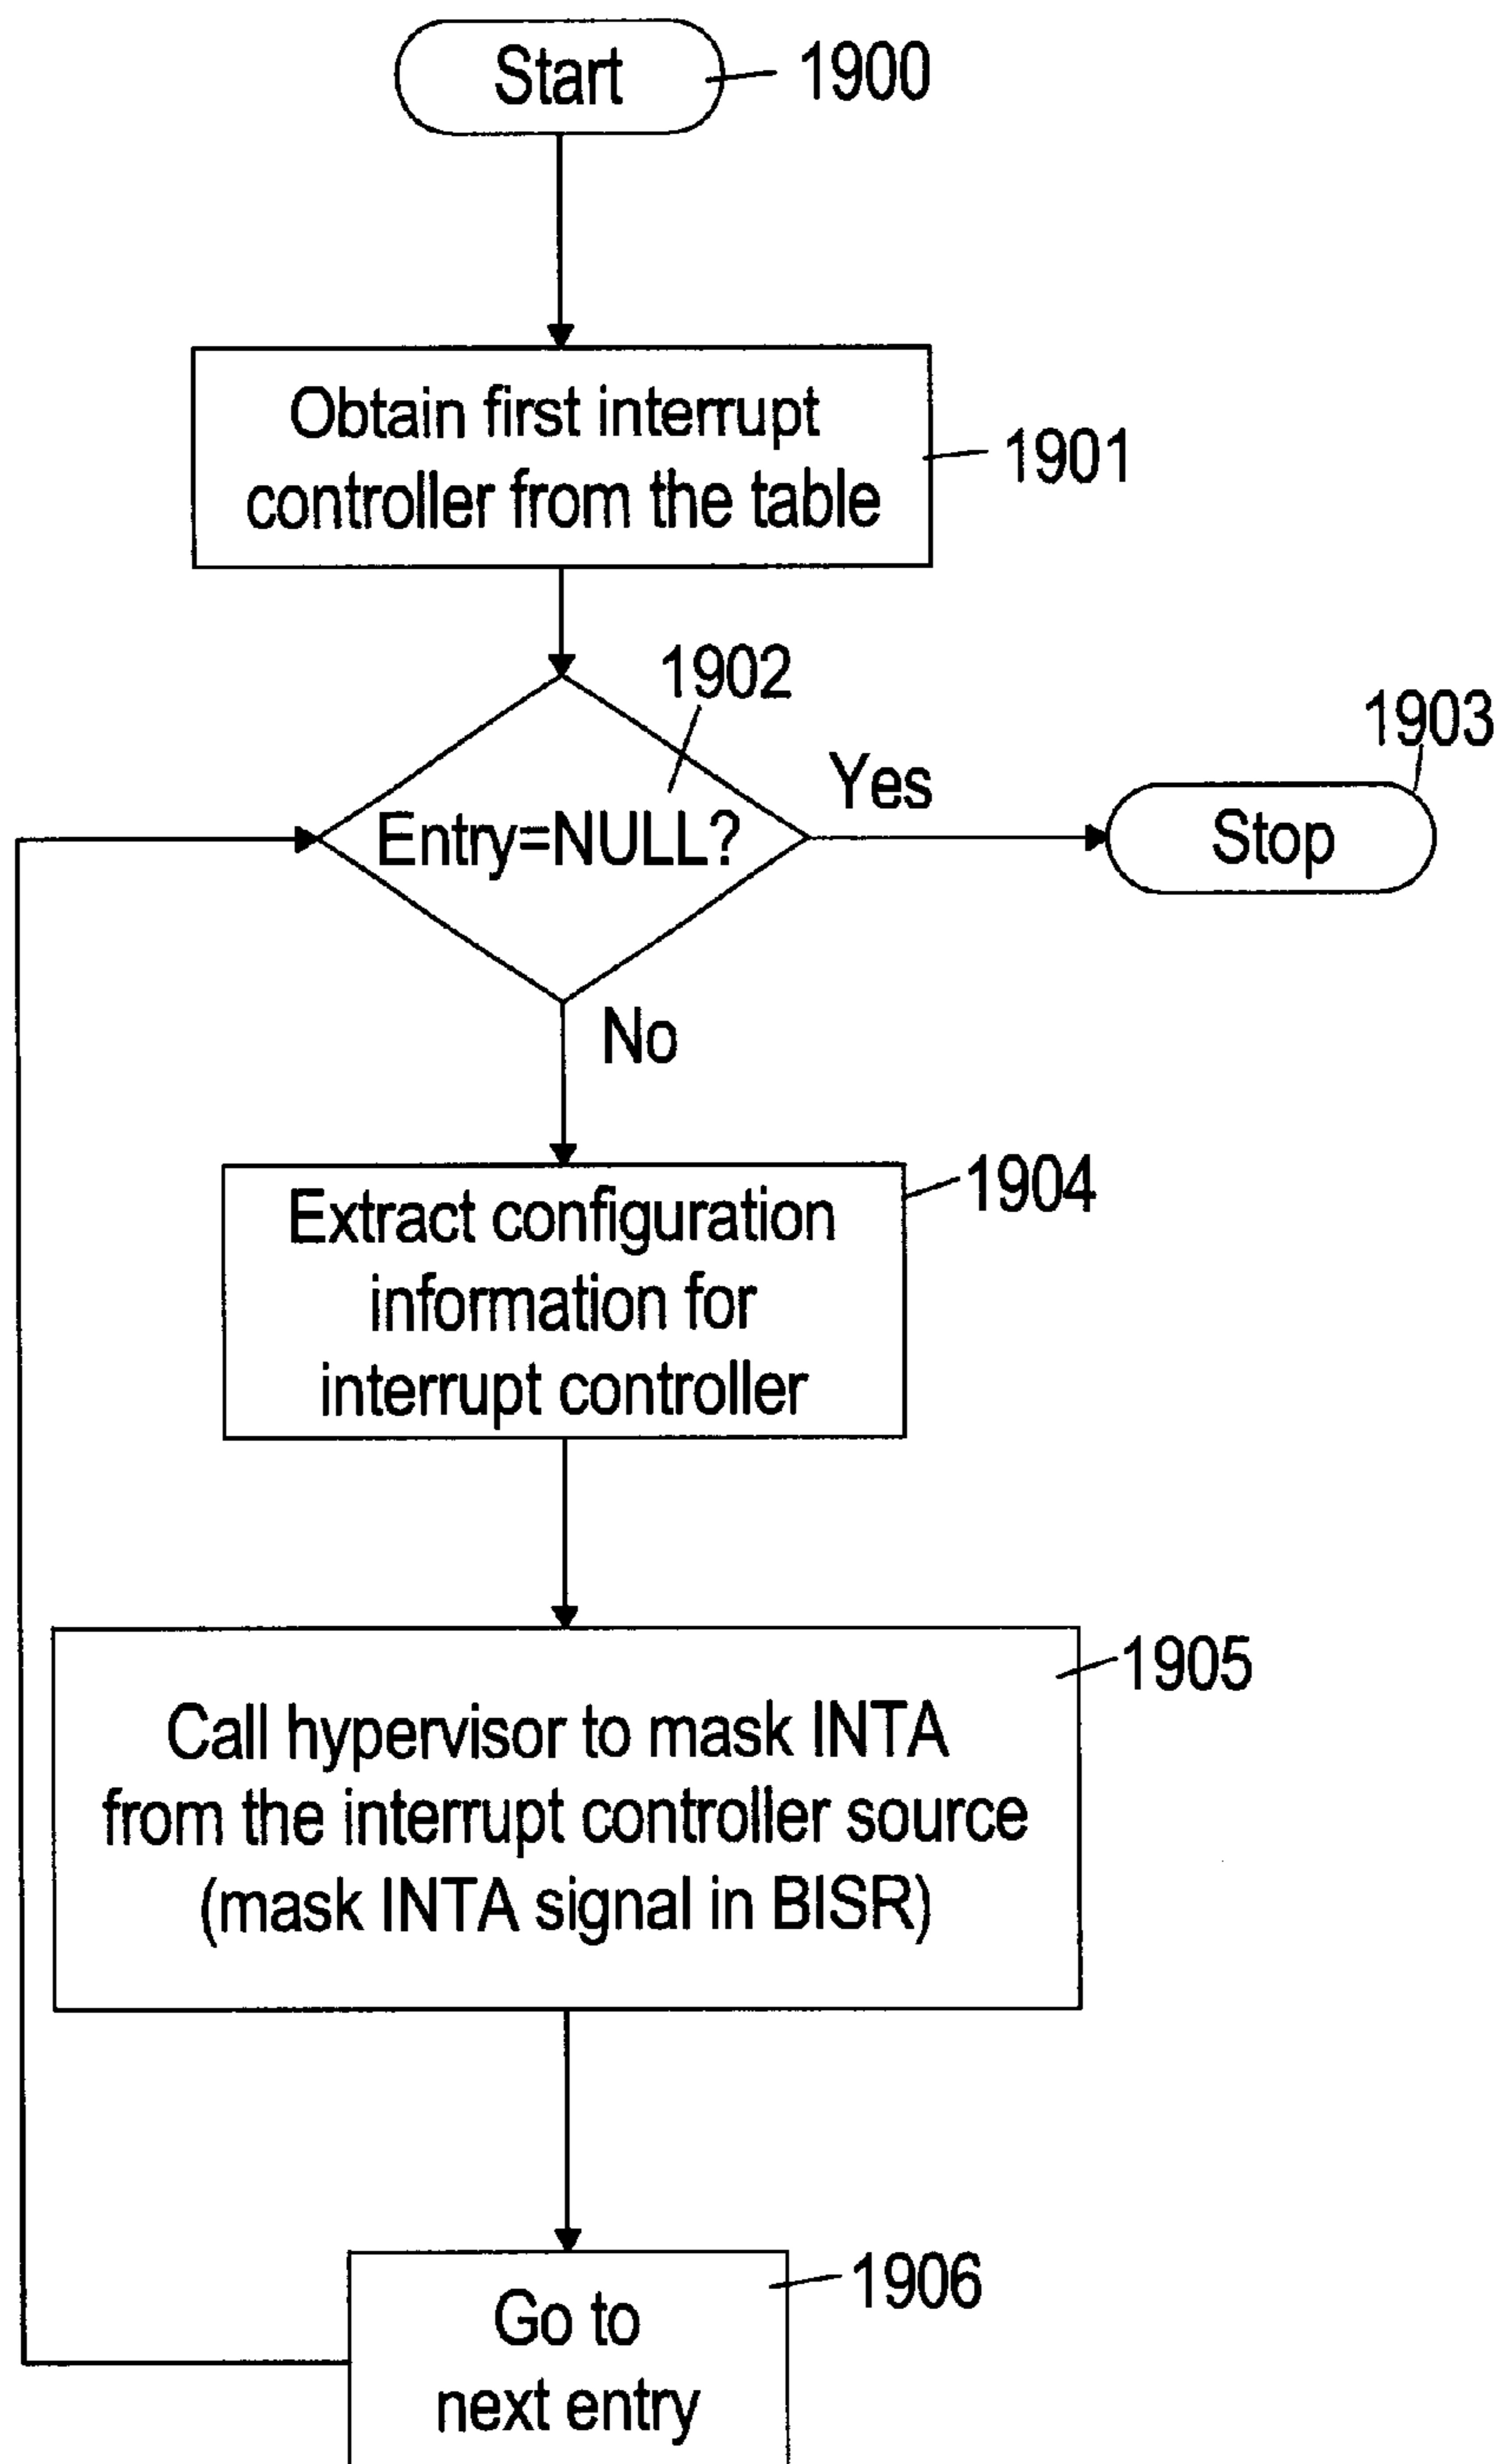 Start
1900
Obtain first interrupt
controller from the table
1901
1902
Entry=NULL?
Yes
1903
Stop
No
Extract configuration
information for
interrupt controller
1904
Call hypervisor to mask INTA
from the interrupt controller source
(mask INTA signal in BISR)
1905
Go to
next entry
1906